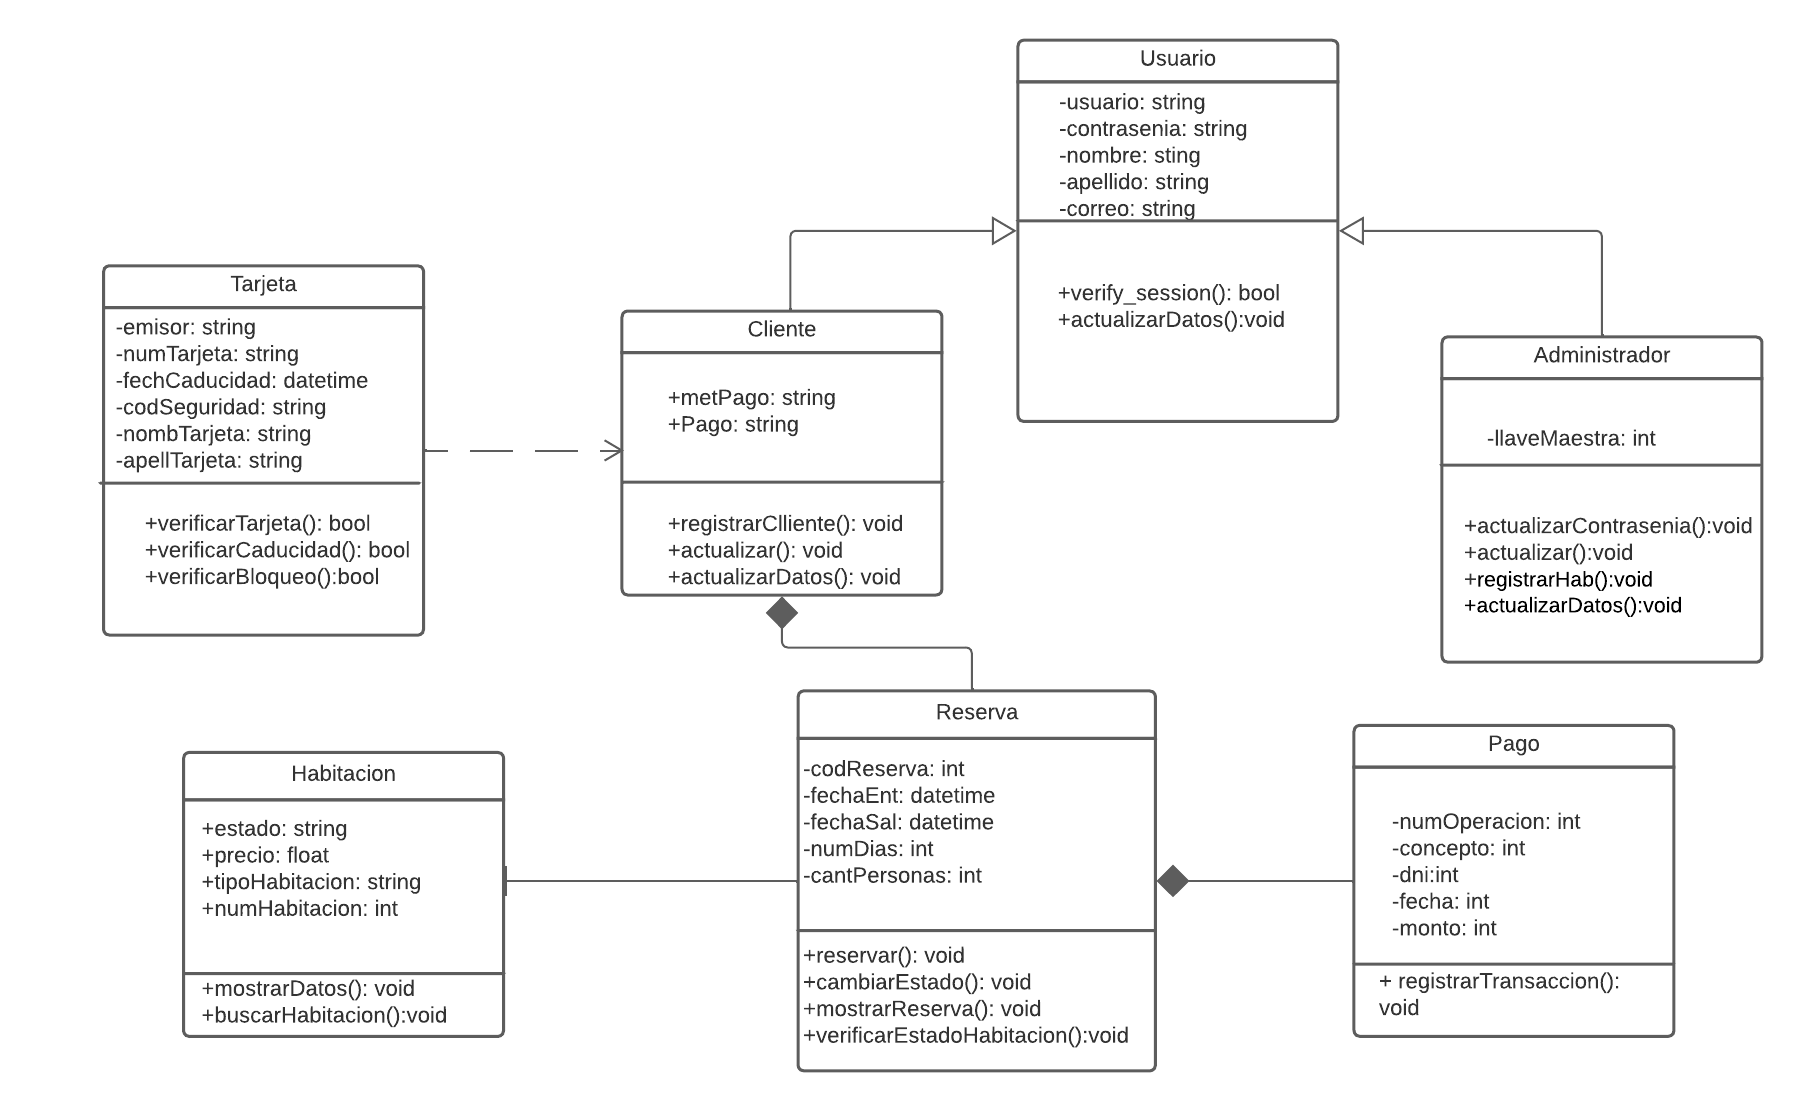 Usuario
-usuario: string
-contrasenia: string
-nombre: sting
-apellido: string
-correo: string
+verify_session(): bool
+actualizarDatos():void
Tarjeta
-emisor: string
-numTarjeta: string
-fechCaducidad: datetime
-codSeguridad: string
-nombTarjeta: string
-apellTarjeta: string
+verificarTarjeta(): bool
+verificarCaducidad(): bool
+verificarBloqueo():bool
Cliente
+metPago: string
+Pago: string
+registrarClliente(): void
+actualizar(): void
+actualizarDatos(): void
Administrador
-llaveMaestra: int
+actualizarContrasenia():void
+actualizar():void
+registrarHab():void
+actualizarDatos():void
Habitacion
+estado: string
+precio: float
+tipoHabitacion: string
+numHabitacion: int
+mostrarDatos(): void
+buscarHabitacion():void
Reserva
-codReserva: int
-fechaEnt: datetime
-fechaSal: datetime
-numDias: int
-cantPersonas: int
+reservar(): void
+cambiarEstado(): void
+mostrarReserva(): void
+verificarEstadoHabitacion():void
Pago
-numOperacion: int
-concepto: int
-dni:int
-fecha: int
-monto: int
+ registrarTransaccion():
void